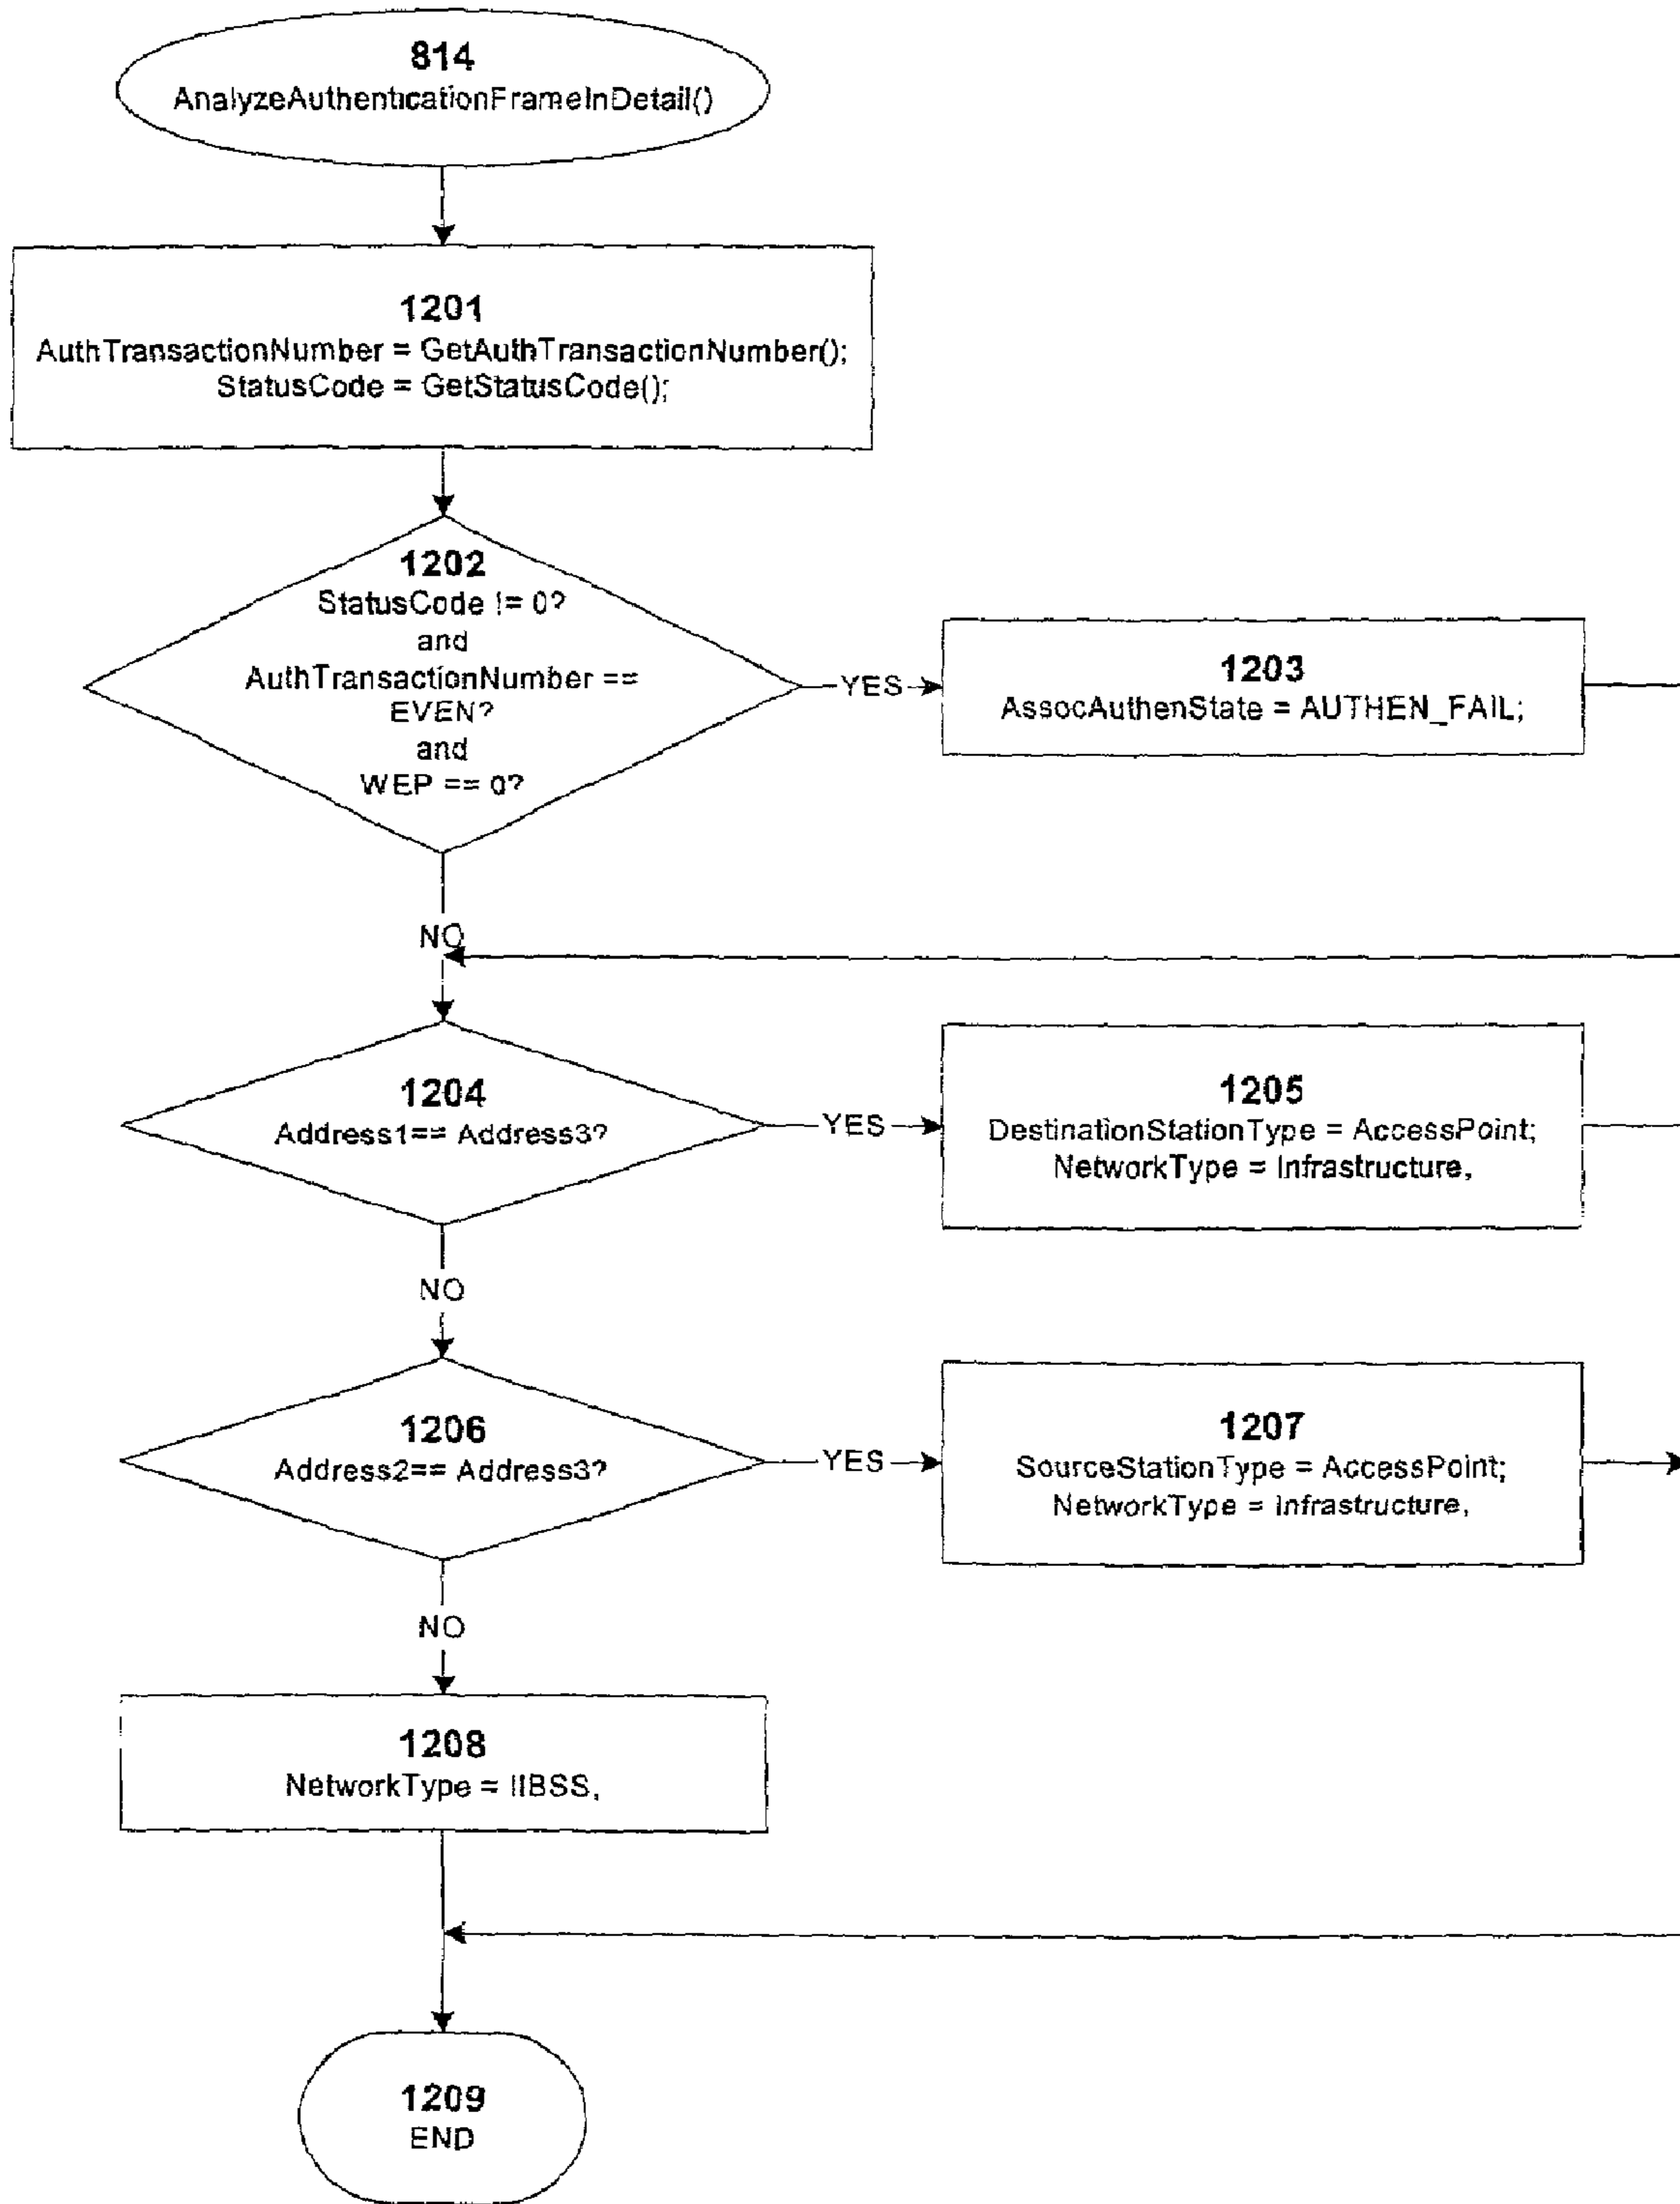 814
AnalyzeAuthenticationFrameInDetail()
1201
AuthTransactionNumber = GetAuthTransactionNumber();
StatusCode = GetStatusCode();
1202
StatusCode != 0?
and
AuthTransactionNumber ==
EVEN?
and
WEP == 0?
YES
1203
AssocAuthenState = AUTHEN_FAIL;
NO
1204
Address1== Address3?
YES
1205
DestinationStationType = AccessPoint;
NetworkType = Infrastructure,
NO
1206
Address2== Address3?
YES
1207
SourceStationType = AccessPoint;
NetworkType = Infrastructure,
NO
1208
NetworkType = IIBSS,
1209
END